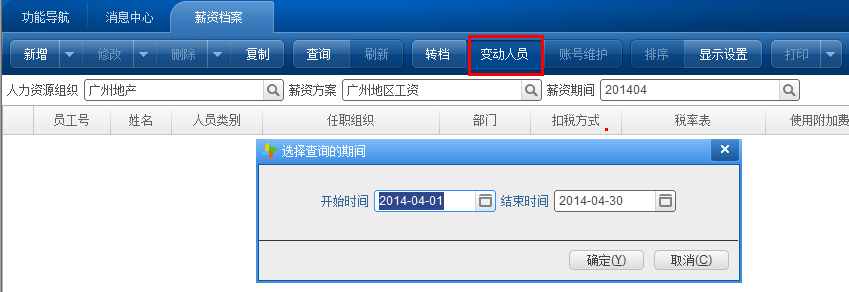 功能导航 消息中心 薪资档案
新增 修改 删除 复制 查询 刷新 转档 变动人员 账号维护 排序 显示设置 打印
人力资源组织 广州地产 薪资方案 广州地区工资 薪资期间 201404
员工号 姓名 人员类别 任职组织 部门 扣税方式 税率表 使用附加费
选择查询的期间
开始时间 2014-04-01 结束时间 2014-04-30
确定(Y) 取消(C)